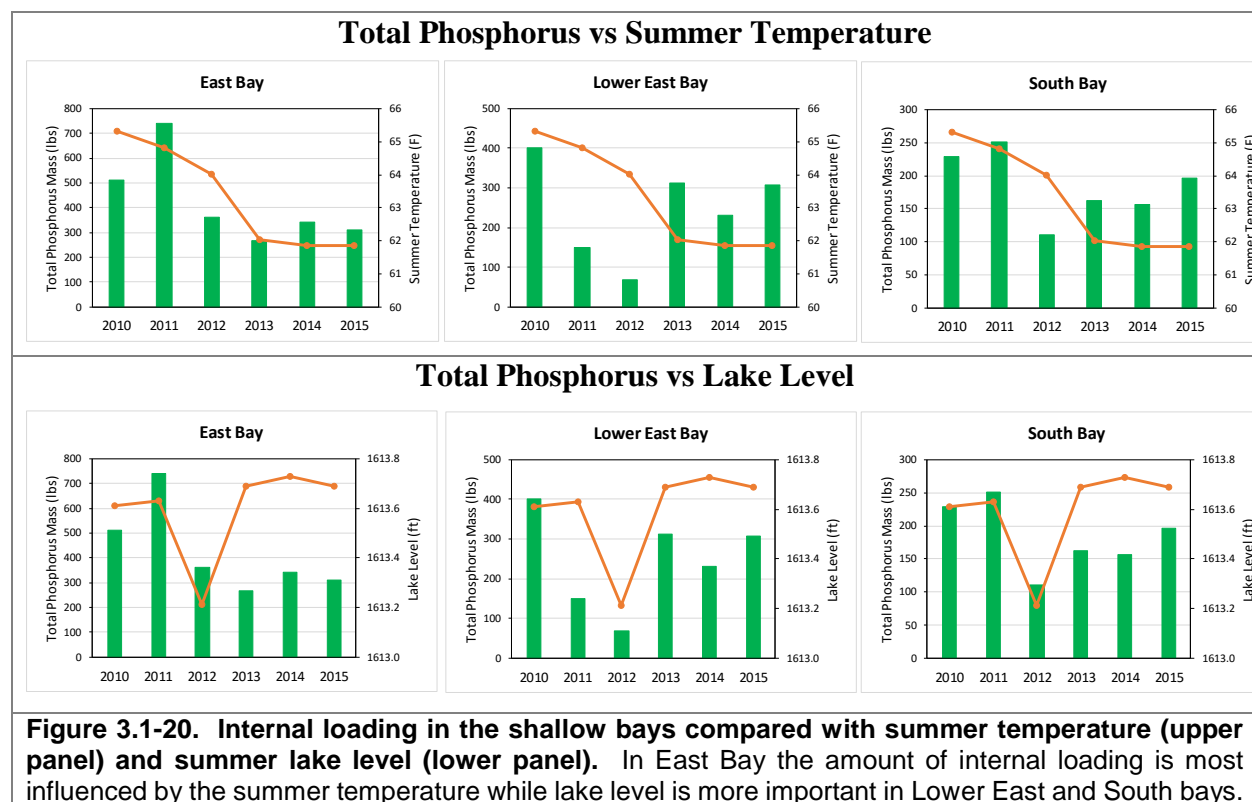 Total Phosphorus vs Summer Temperature
East Bay
Total Phosphorus Mass (lbs)
800
700
600
500
400
300
200
100
0
66
65
64
63
62
61
60
Summer Temperature (F)
2010 2011 2012 2013 2014 2015
Lower East Bay
Total Phosphorus Mass (lbs)
500
400
300
200
100
0
66
65
64
63
62
61
60
Summer Temperature (F)
2010 2011 2012 2013 2014 2015
South Bay
Total Phosphorus Mass (lbs)
300
250
200
150
100
50
0
66
65
64
63
62
61
60
Summer Temperature (F)
2010 2011 2012 2013 2014 2015
Total Phosphorus vs Lake Level
East Bay
Total Phosphorus Mass (lbs)
800
700
600
500
400
300
200
100
0
1613.8
1613.6
1613.4
1613.2
1613.0
Lake Level (ft)
2010 2011 2012 2013 2014 2015
Lower East Bay
Total Phosphorus Mass (lbs)
500
400
300
200
100
0
1613.8
1613.6
1613.4
1613.2
1613.0
Lake Level (ft)
2010 2011 2012 2013 2014 2015
South Bay
Total Phosphorus Mass (lbs)
300
250
200
150
100
50
0
1613.8
1613.6
1613.4
1613.2
1613.0
Lake Level (ft)
2010 2011 2012 2013 2014 2015
Figure 3.1-20. Internal loading in the shallow bays compared with summer temperature (upper
panel) and summer lake level (lower panel). In East Bay the amount of internal loading is most
influenced by the summer temperature while lake level is more important in Lower East and South bays.